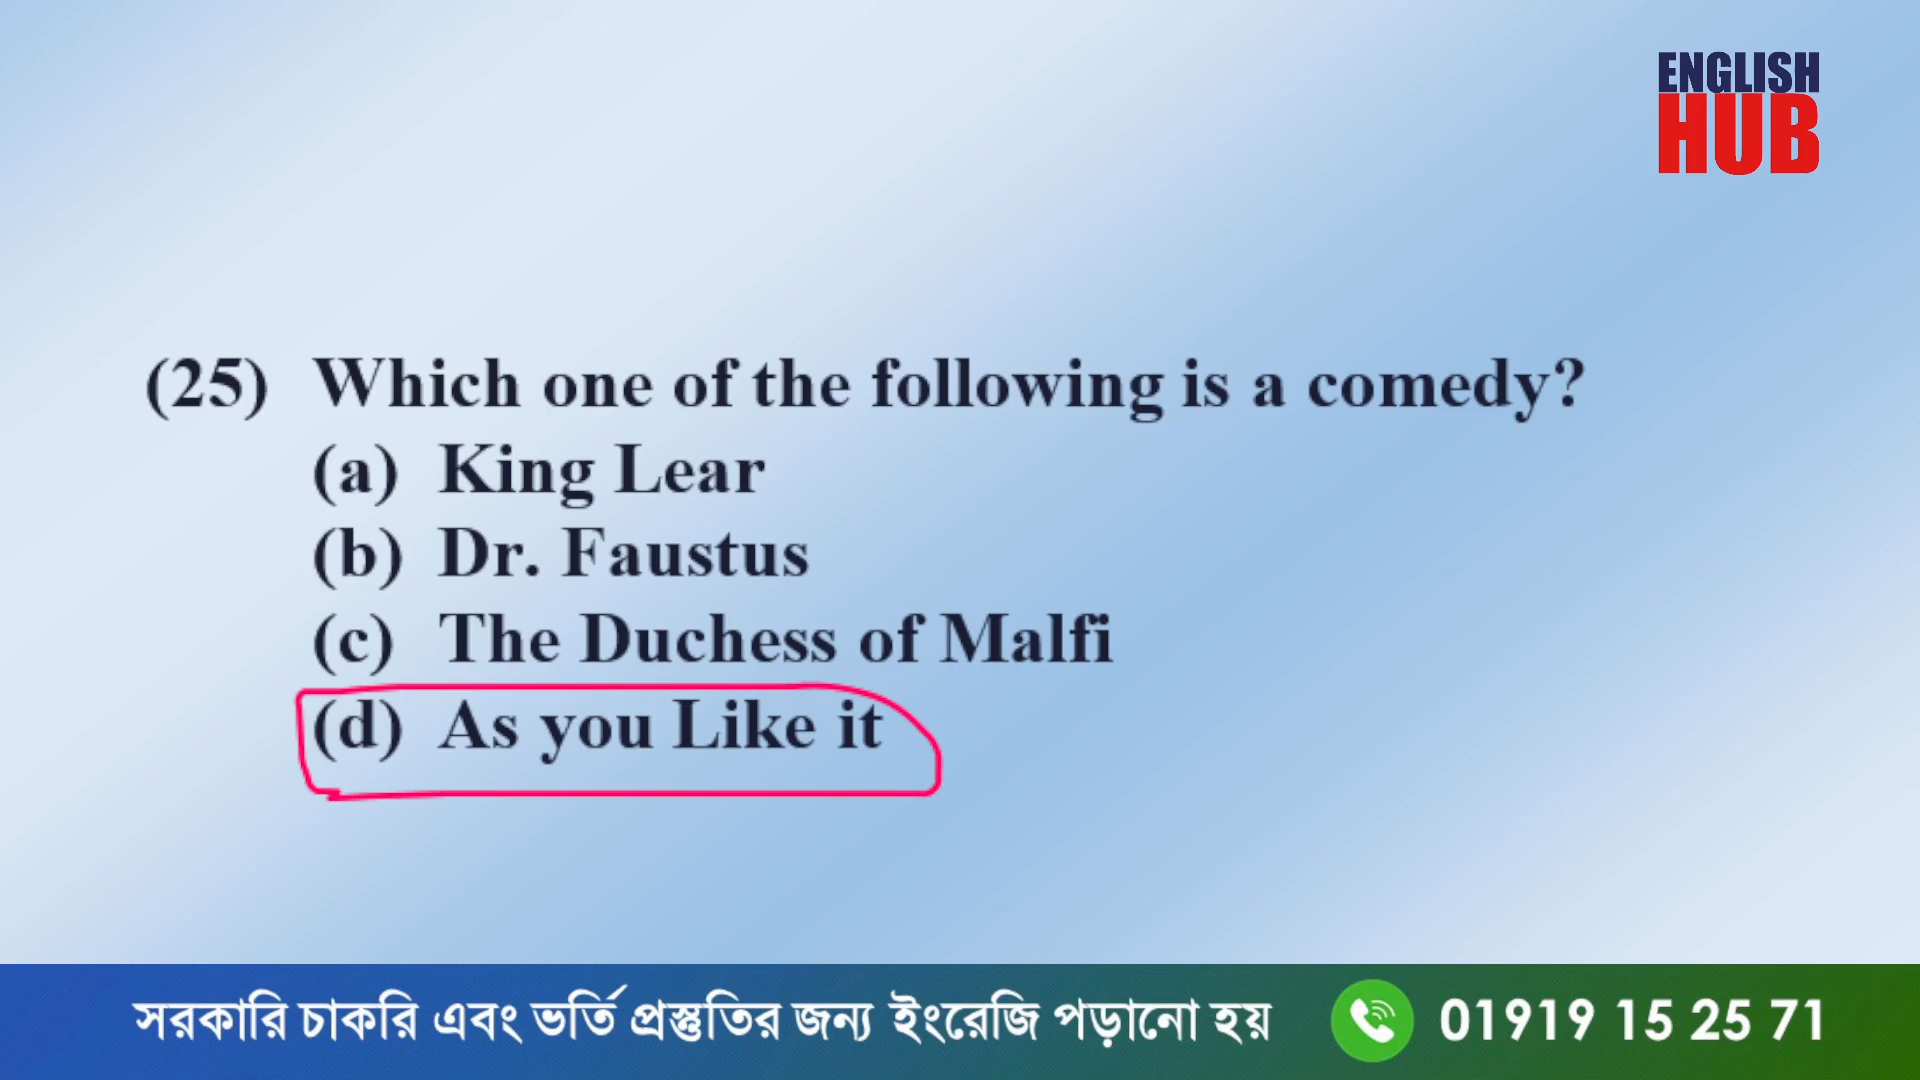 ENGLISH
HUB
(25) Which one of the following is a comedy?
(a) King Lear
(b) Dr. Faustus
(c) The Duchess of Malfi
(d) As you Like it
সরকারি চাকরি এবং ভর্তি প্রস্তুতির জন্য ইংরেজি পড়ানো হয় 01919 15 25 71